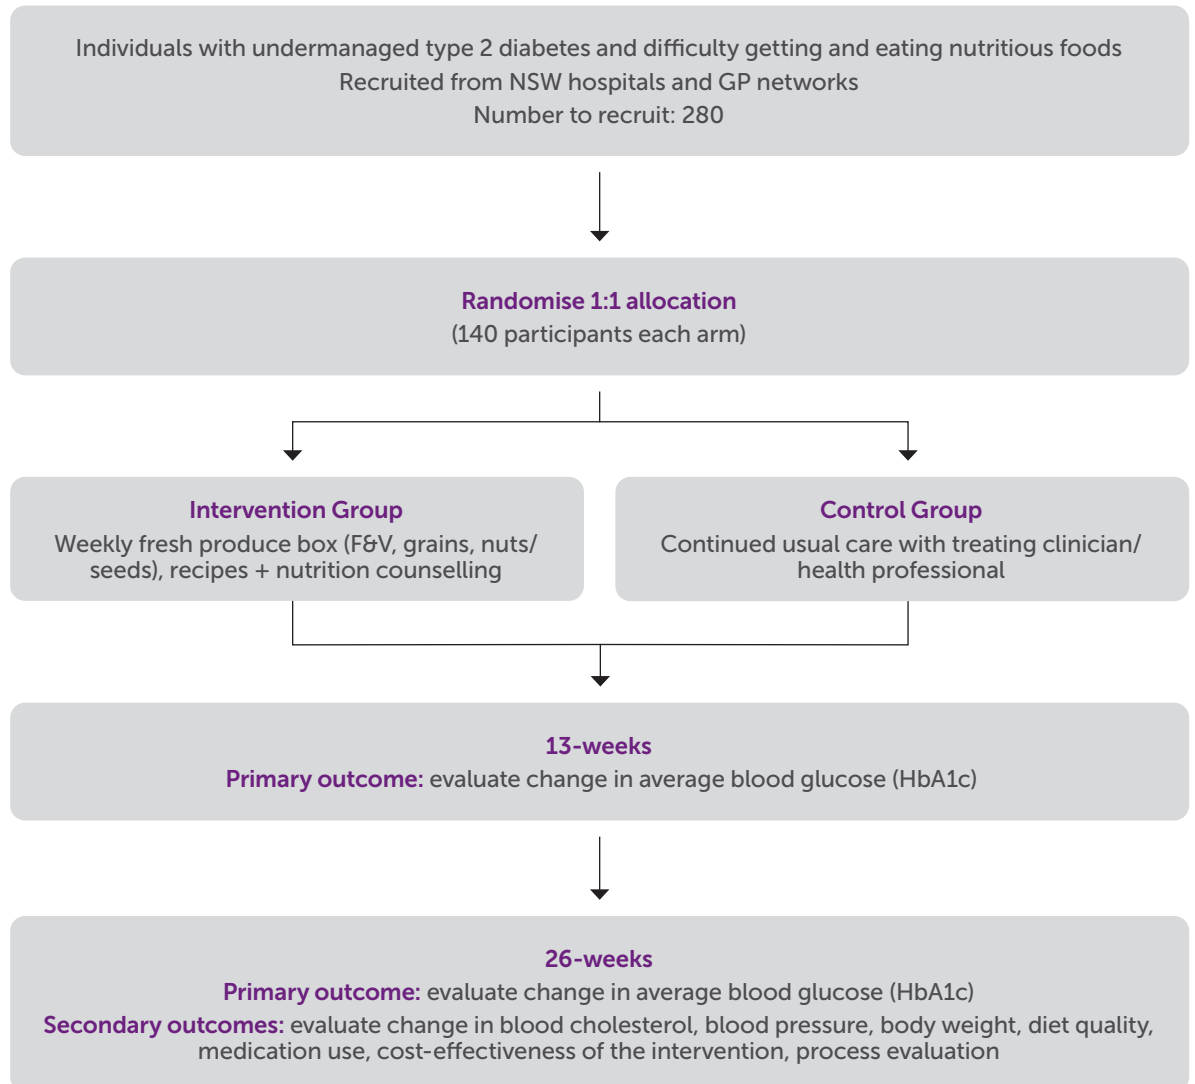 Individuals with undermanaged type 2 diabetes and difficulty getting and eating nutritious foods
Recruited from NSW hospitals and GP networks
Number to recruit: 280
Randomise 1:1 allocation
(140 participants each arm)
Intervention Group
Weekly fresh produce box (F&V, grains, nuts/
seeds), recipes + nutrition counselling
Control Group
Continued usual care with treating clinician/
health professional
13-weeks
Primary outcome: evaluate change in average blood glucose (HbA1c)
26-weeks
Primary outcome: evaluate change in average blood glucose (HbA1c)
Secondary outcomes: evaluate change in blood cholesterol, blood pressure, body weight, diet quality,
medication use, cost-effectiveness of the intervention, process evaluation